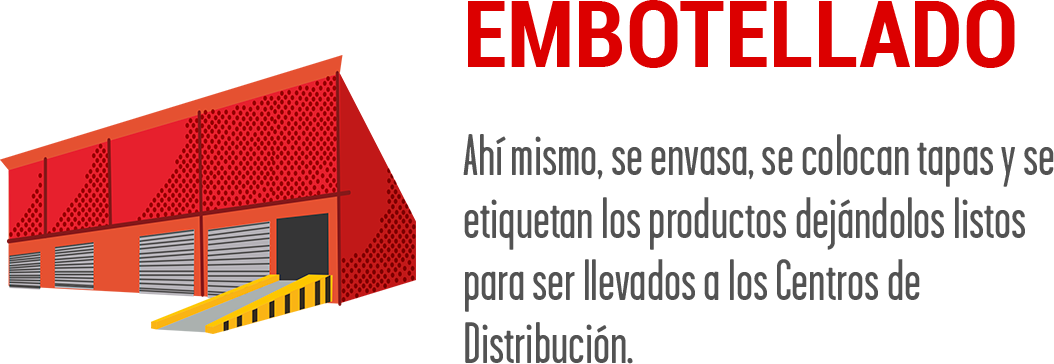 EMBOTELLADO
Ahí mismo, se envasa, se colocan tapas y se
etiquetan los productos dejándolos listos
para ser llevados a los Centros de
Distribución.